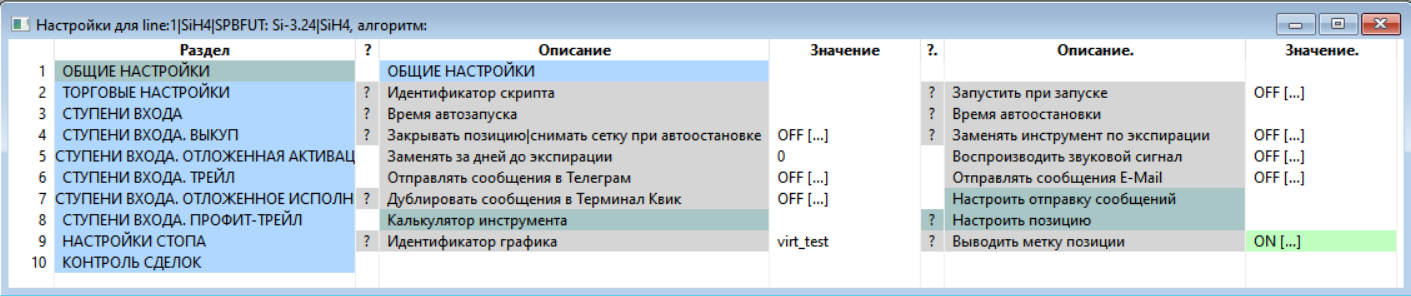 Настройки для line:1|SiH4|SPBFUT: Si-3.24|SiH4, алгоритм:
Раздел ? Описание Значение ?. Описание. Значение.
1 ОБЩИЕ НАСТРОЙКИ ОБЩИЕ НАСТРОЙКИ
2 ТОРГОВЫЕ НАСТРОЙКИ ? Идентификатор скрипта ? Запустить при запуске OFF [...]
3 СТУПЕНИ ВХОДА ? Время автозапуска ? Время автоостановки
4 СТУПЕНИ ВХОДА. ВЫКУП ? Закрывать позицию|снимать сетку при автоостановке OFF [...] ? Заменять инструмент по экспирации OFF [...]
5 СТУПЕНИ ВХОДА. ОТЛОЖЕННАЯ АКТИВАЦ Заменять за дней до экспирации 0 Воспроизводить звуковой сигнал OFF [...]
6 СТУПЕНИ ВХОДА. ТРЕЙЛ Отправлять сообщения в Телеграм OFF [...] Отправлять сообщения E-Mail OFF [...]
7 СТУПЕНИ ВХОДА. ОТЛОЖЕННОЕ ИСПОЛН ? Дублировать сообщения в Терминал Квик OFF [...] Настроить отправку сообщений
8 СТУПЕНИ ВХОДА. ПРОФИТ-ТРЕЙЛ Калькулятор инструмента ? Настроить позицию
9 НАСТРОЙКИ СТОПА ? Идентификатор графика virt_test ? Выводить метку позиции ON [...]
10 КОНТРОЛЬ СДЕЛОК